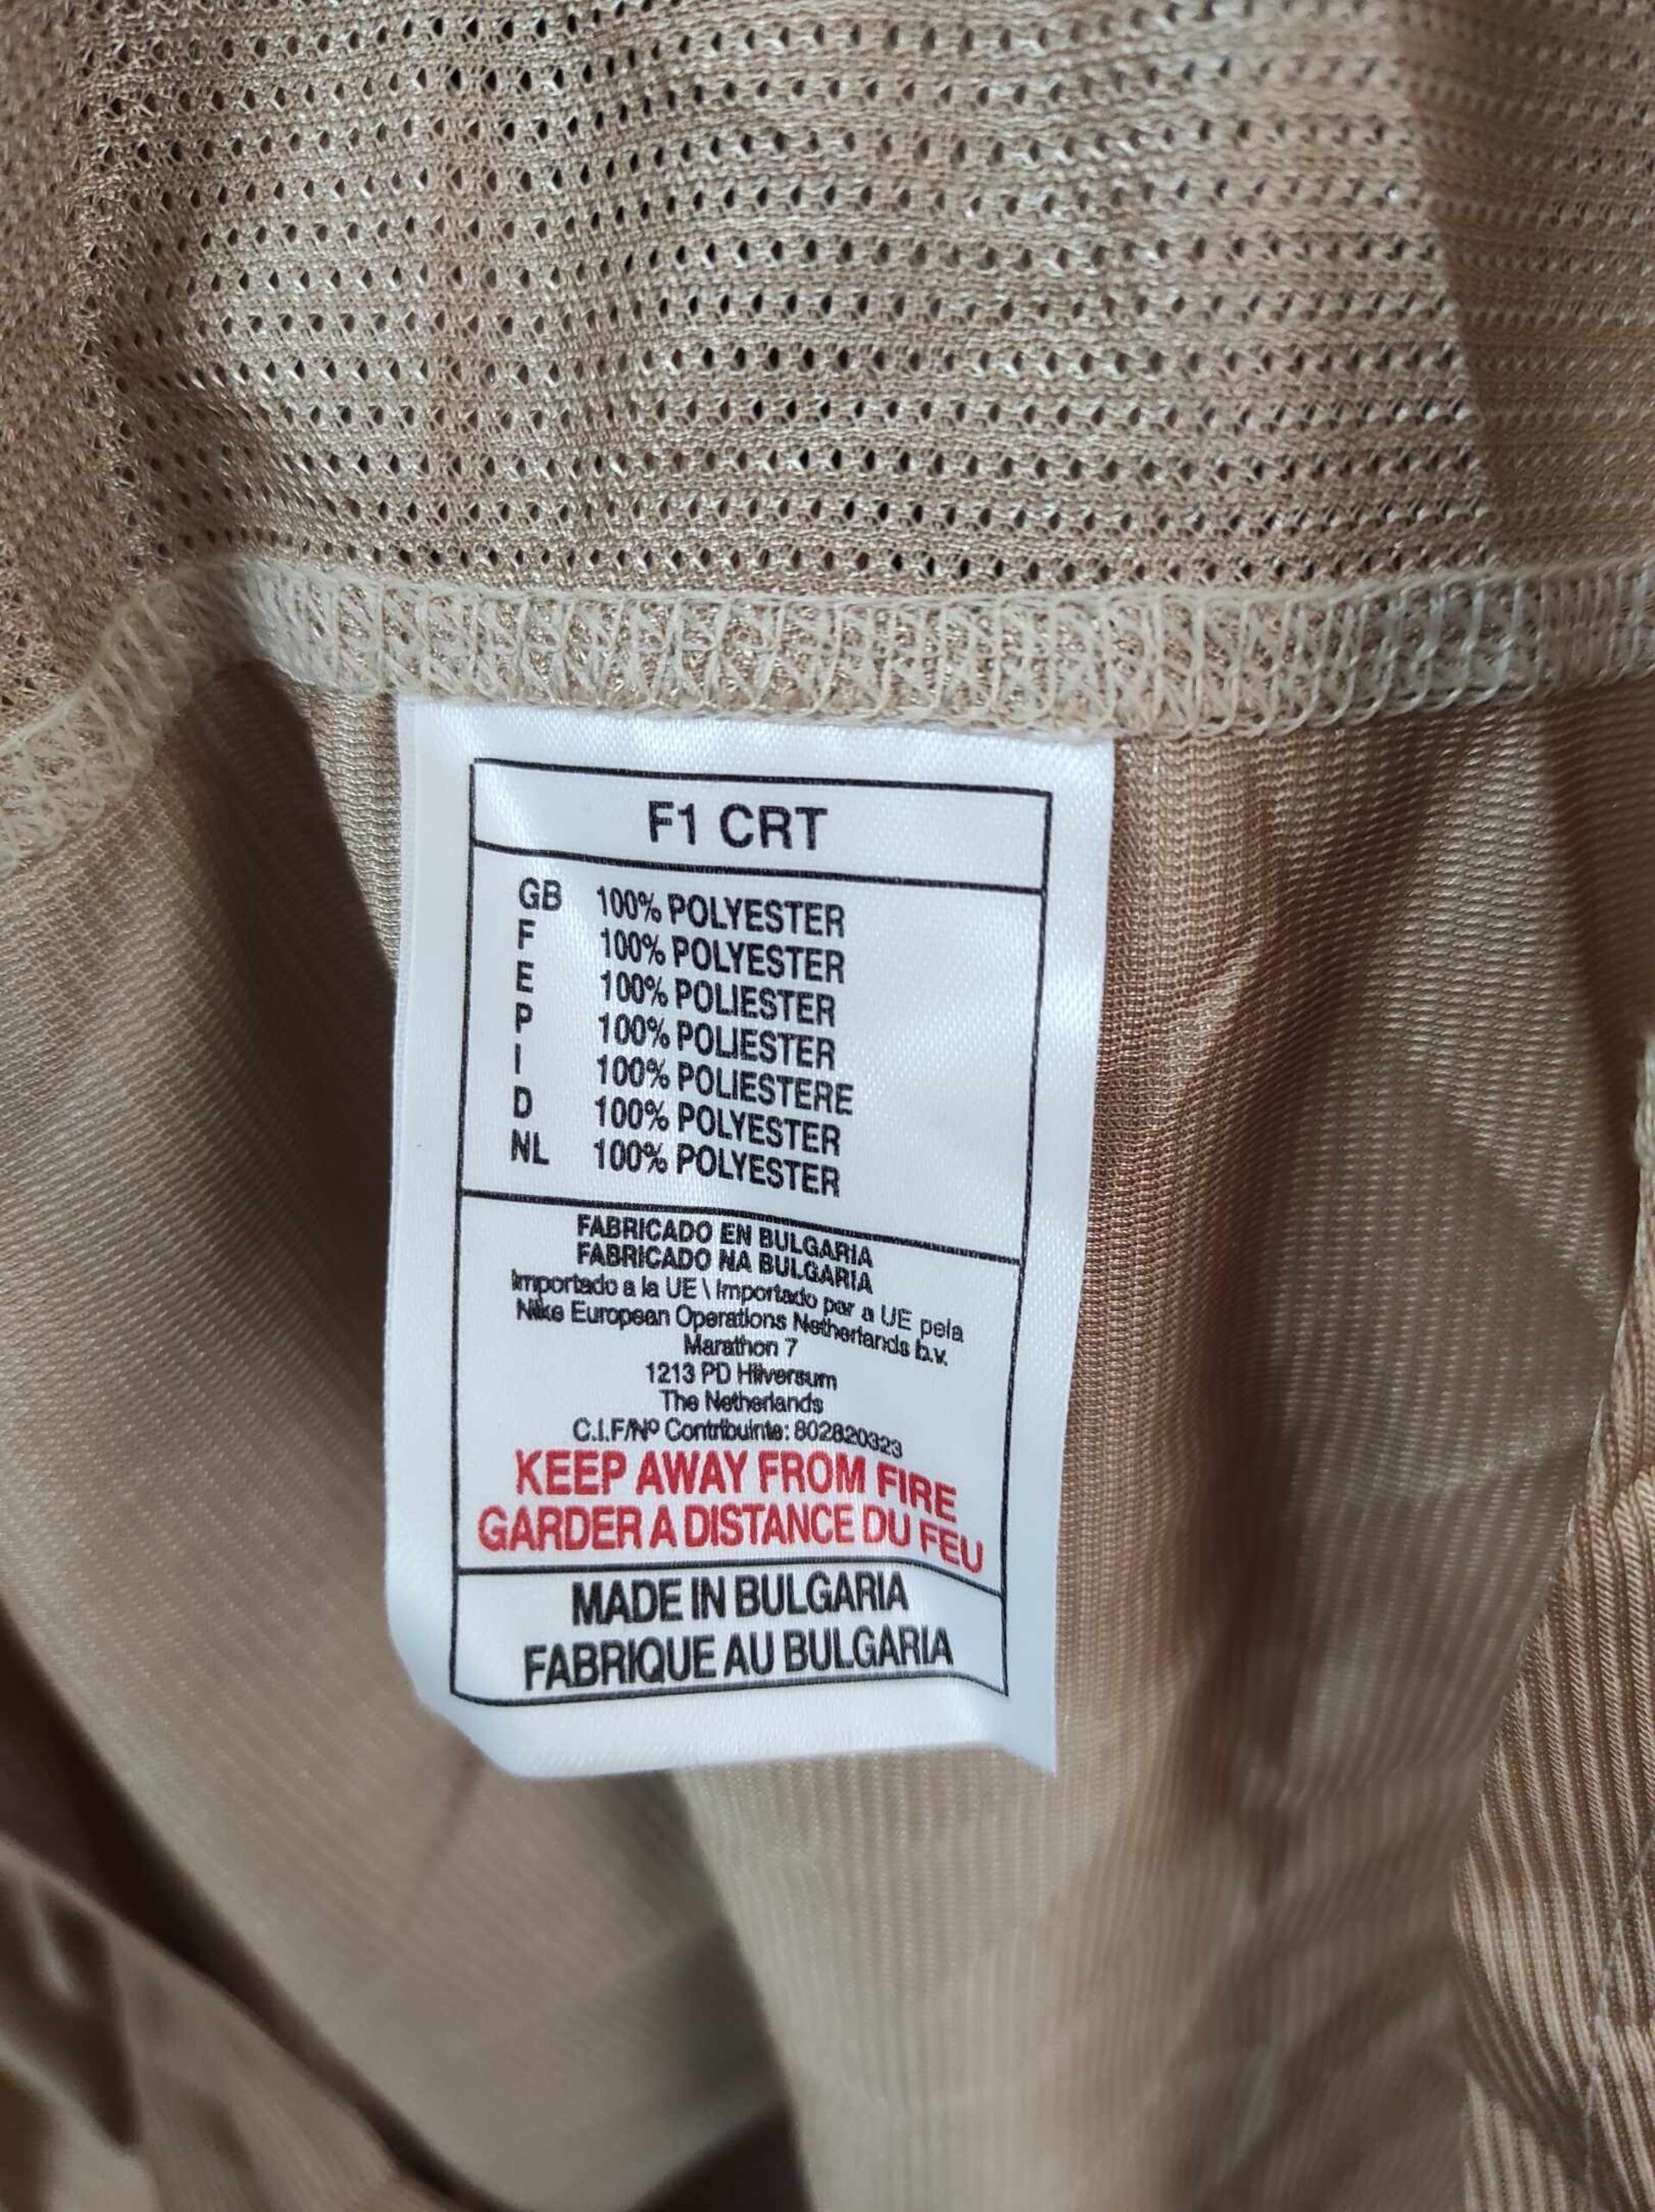 F1 CRT
GB 100% POLYESTER
F 100% POLYESTER
E 100% POLIESTER
P 100% POLIESTER
I 100% POLIESTERE
D 100% POLYESTER
NL 100% POLYESTER
FABRICADO EN BULGARIA
FABRICADO NA BULGARIA
Importado a la UE \ Importado par a UE pela
Nike European Operations Netherlands b.v.
Marathon 7
1213 PD Hilversum
The Netherlands
C.I.F/Nº Contribuinte: 802820323
KEEP AWAY FROM FIRE
GARDER A DISTANCE DU FEU
MADE IN BULGARIA
FABRIQUE AU BULGARIA